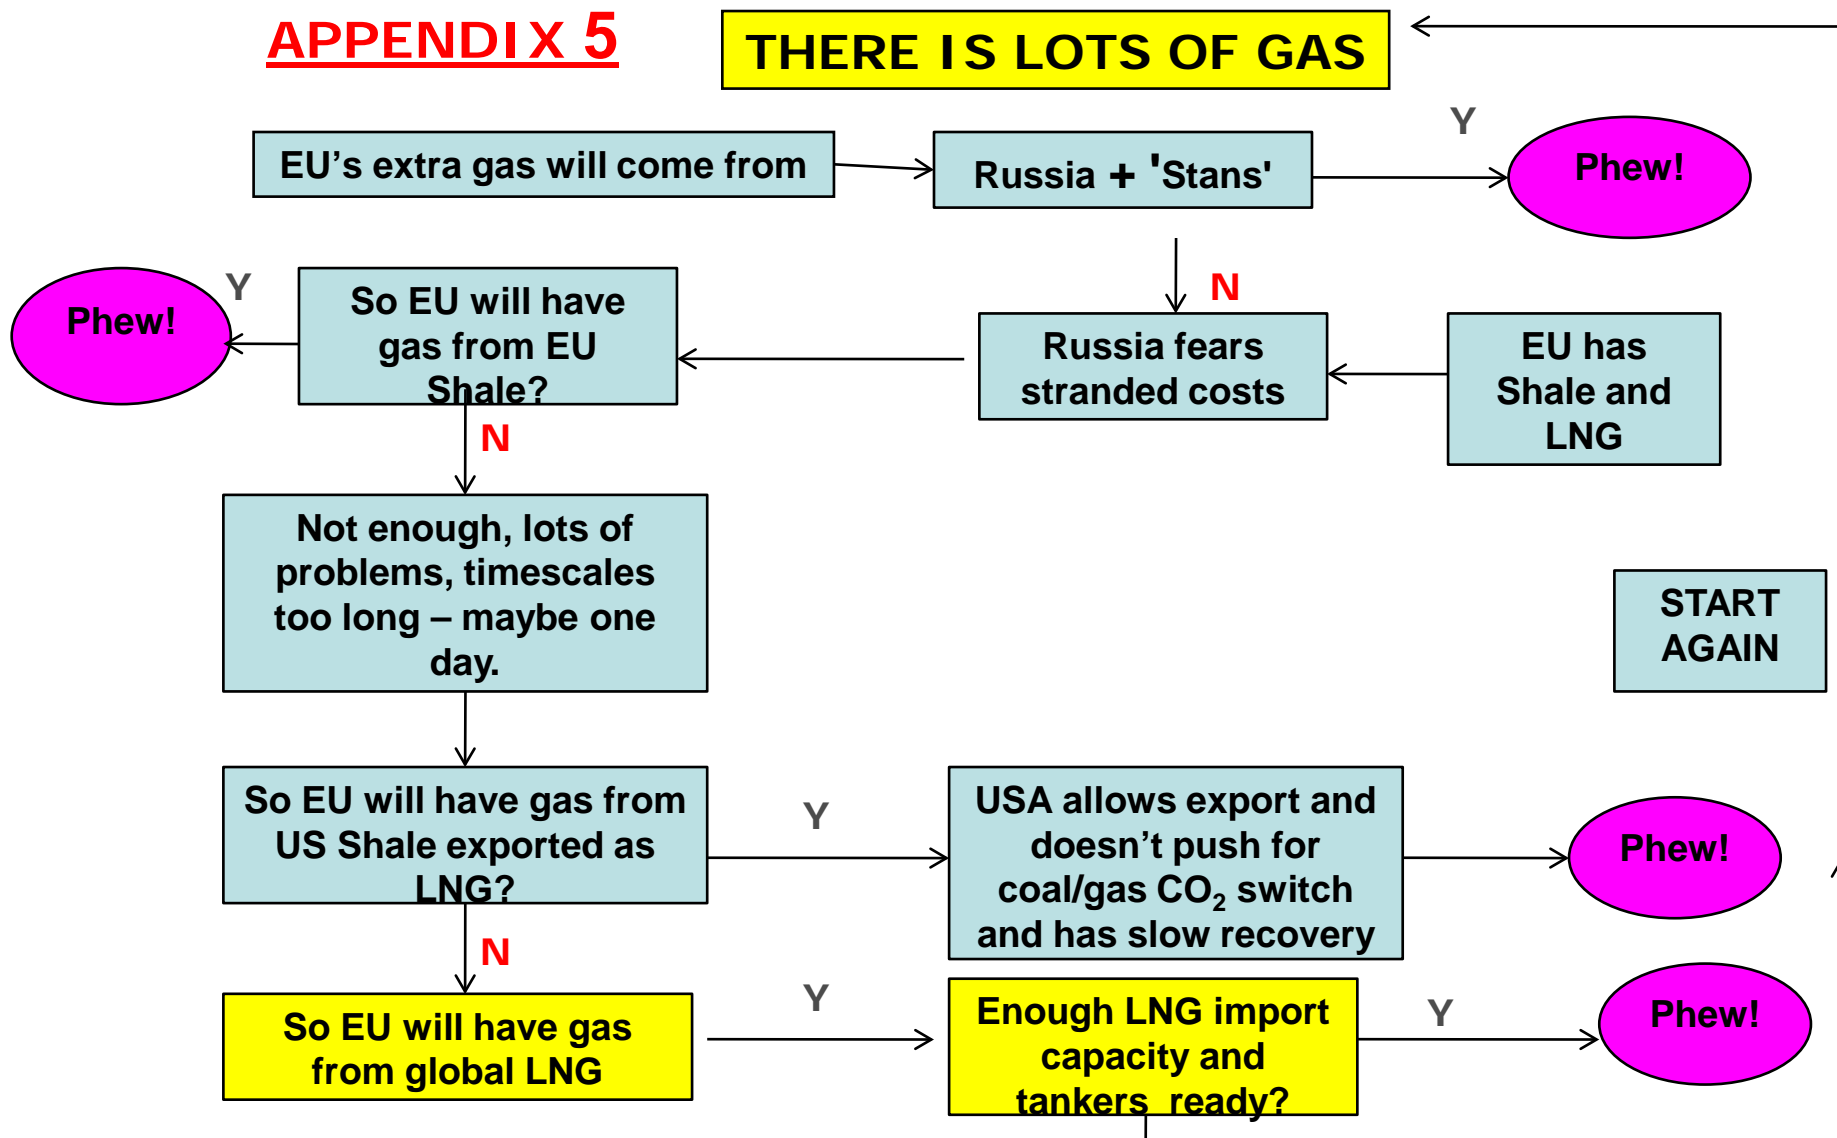 APPENDIX 5
THERE IS LOTS OF GAS
EU’s extra gas will come from
Russia + 'Stans'
Y
Phew!
Phew!
Y
So EU will have
gas from EU
Shale?
N
Russia fears
stranded costs
EU has
Shale and
LNG
N
Not enough, lots of
problems, timescales
too long – maybe one
day.
START
AGAIN
So EU will have gas from
US Shale exported as
LNG?
Y
USA allows export and
doesn’t push for
coal/gas CO₂ switch
and has slow recovery
Phew!
N
So EU will have gas
from global LNG
Y
Enough LNG import
capacity and
tankers ready?
Y
Phew!